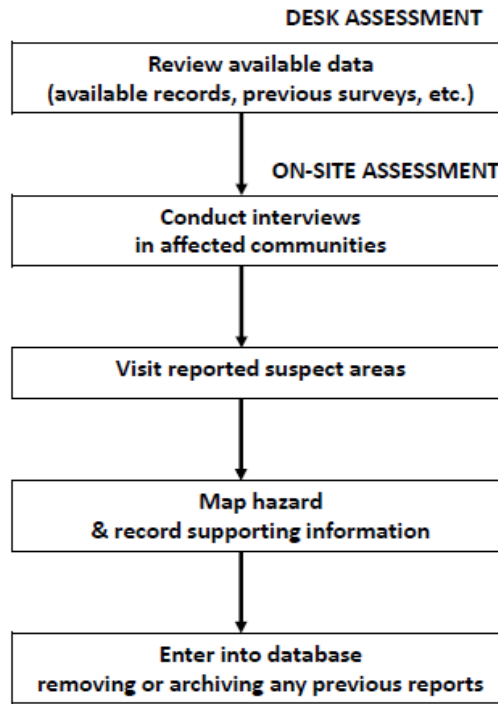 DESK ASSESSMENT
Review available data
(available records, previous surveys, etc.)
ON-SITE ASSESSMENT
Conduct interviews
in affected communities
Visit reported suspect areas
Map hazard
& record supporting information
Enter into database
removing or archiving any previous reports